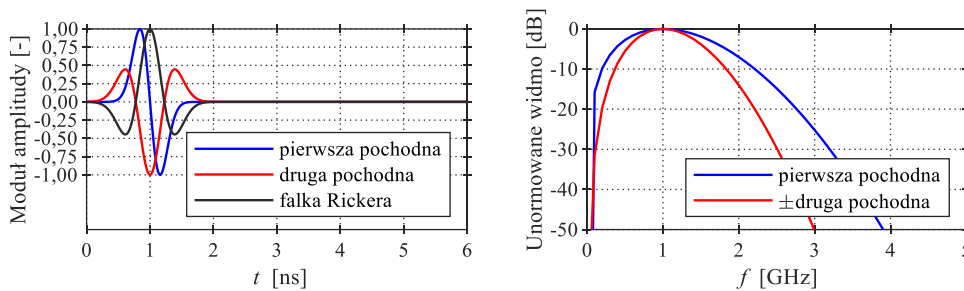 Moduł amplitudy [-]
1,00
0,75
0,50
0,25
0,00
-0,25
-0,50
-0,75
-1,00
pierwsza pochodna
druga pochodna
falka Rickera
0 1 2 3 4 5 6
t [ns]
Unormowane widmo [dB]
0
-10
-20
-30
-40
-50
pierwsza pochodna
±druga pochodna
0 1 2 3 4 5
f [GHz]